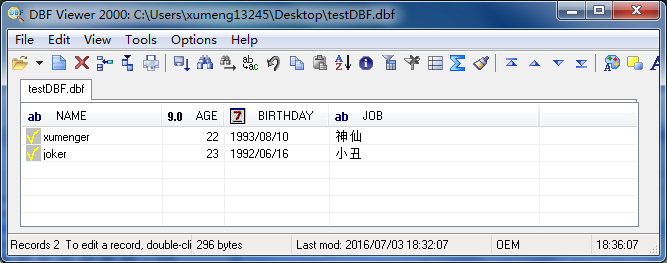 DBF Viewer 2000: C:\Users\xumeng13245\Desktop\testDBF.dbf
File Edit View Tools Options Help
testDBF.dbf
ab NAME 9.0 AGE 7 BIRTHDAY ab JOB
xumenger 22 1993/08/10 神仙
joker 23 1992/06/16 小丑
Records 2 To edit a record, double-cli 296 bytes Last mod: 2016/07/03 18:32:07 OEM 18:36:07